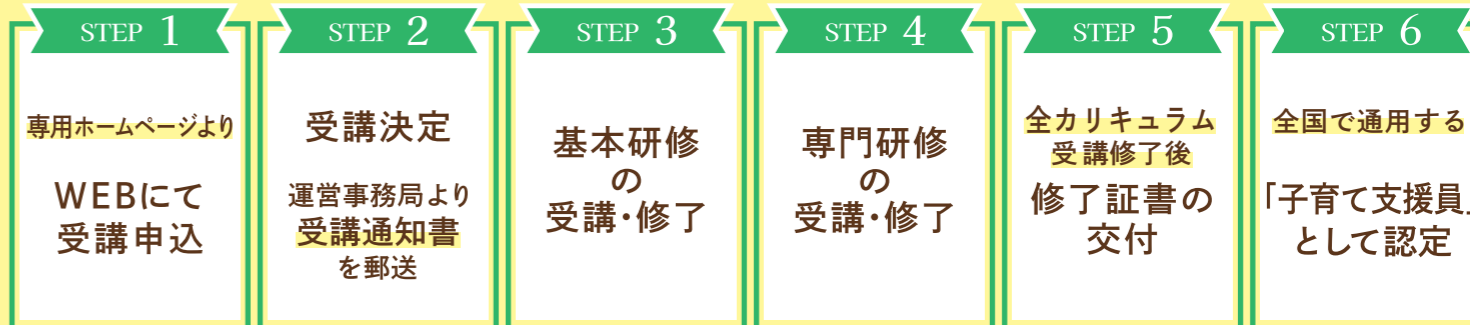 STEP 1
専用ホームページより
WEBにて
受講申込
STEP 2
受講決定
運営事務局より
受講通知書
を郵送
STEP 3
基本研修
の
受講・修了
STEP 4
専門研修
の
受講・修了
STEP 5
全カリキュラム
受講修了後
修了証書の
交付
STEP 6
全国で通用する
「子育て支援員」
として認定